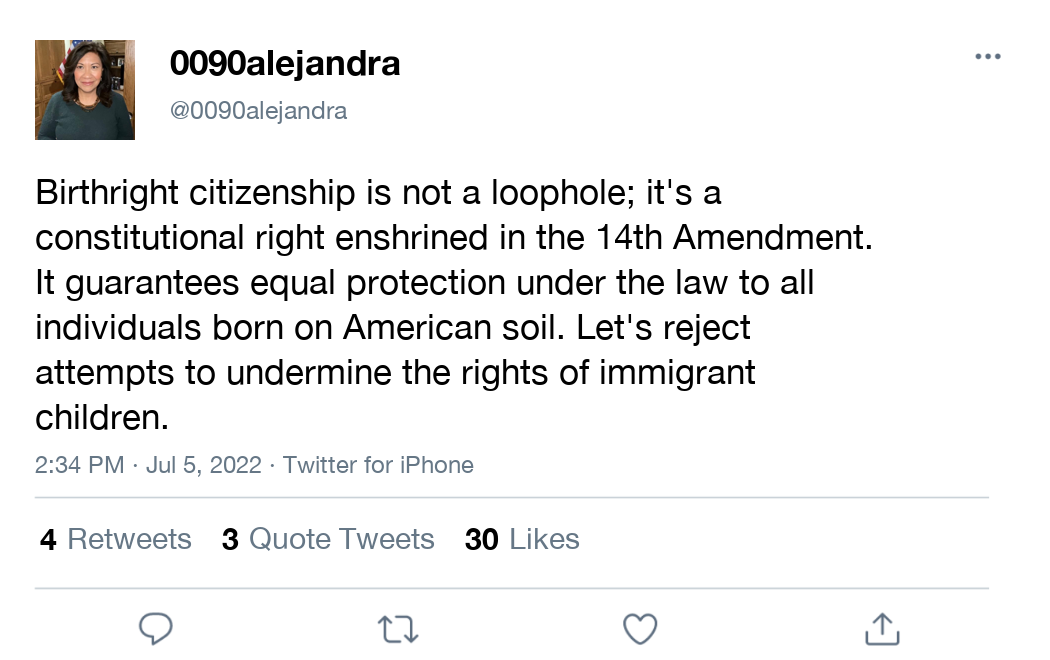 0090alejandra
@0090alejandra
Birthright citizenship is not a loophole; it's a
constitutional right enshrined in the 14th Amendment.
It guarantees equal protection under the law to all
individuals born on American soil. Let's reject
attempts to undermine the rights of immigrant
children.
2:34 PM · Jul 5, 2022 · Twitter for iPhone
4 Retweets 3 Quote Tweets 30 Likes